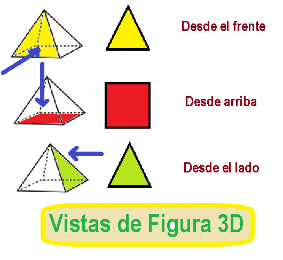 Desde el frente
Desde arriba
Desde el lado
Vistas de Figura 3D